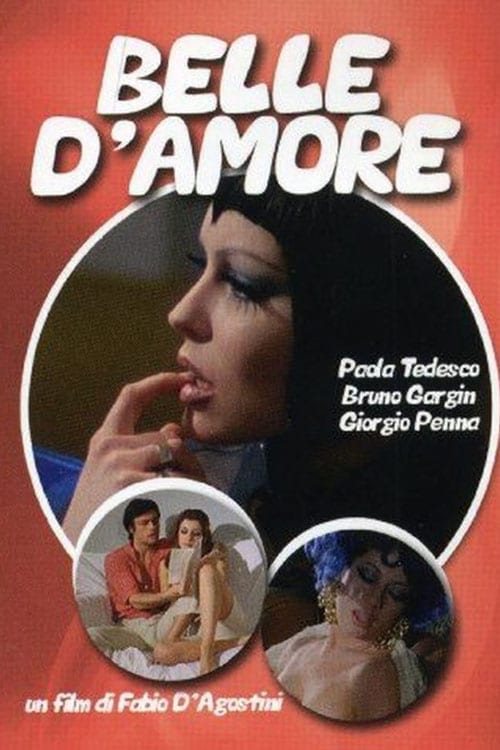 BELLE
D'AMORE
Paola Tedesco
Bruno Gargin
Giorgio Penna
un film di Fabio D'Agostini